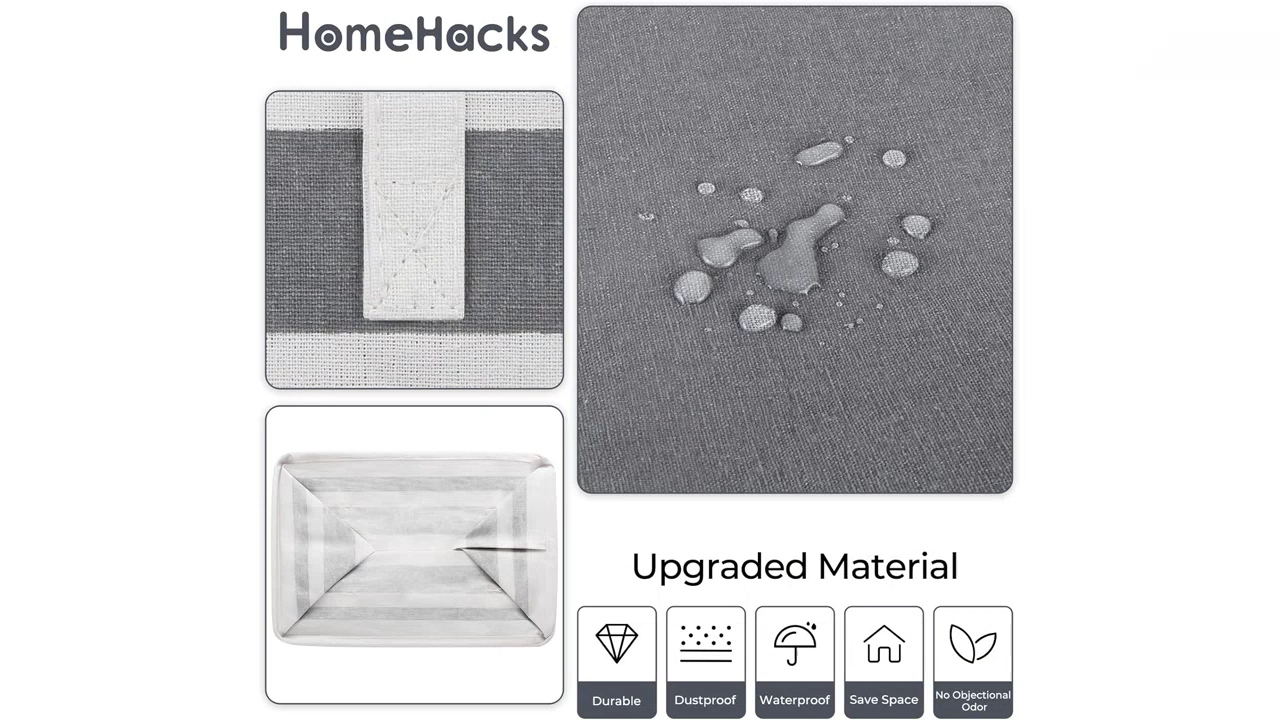 HomeHacks
Upgraded Material
Durable
Dustproof
Waterproof
Save Space
No Objectional
Odor